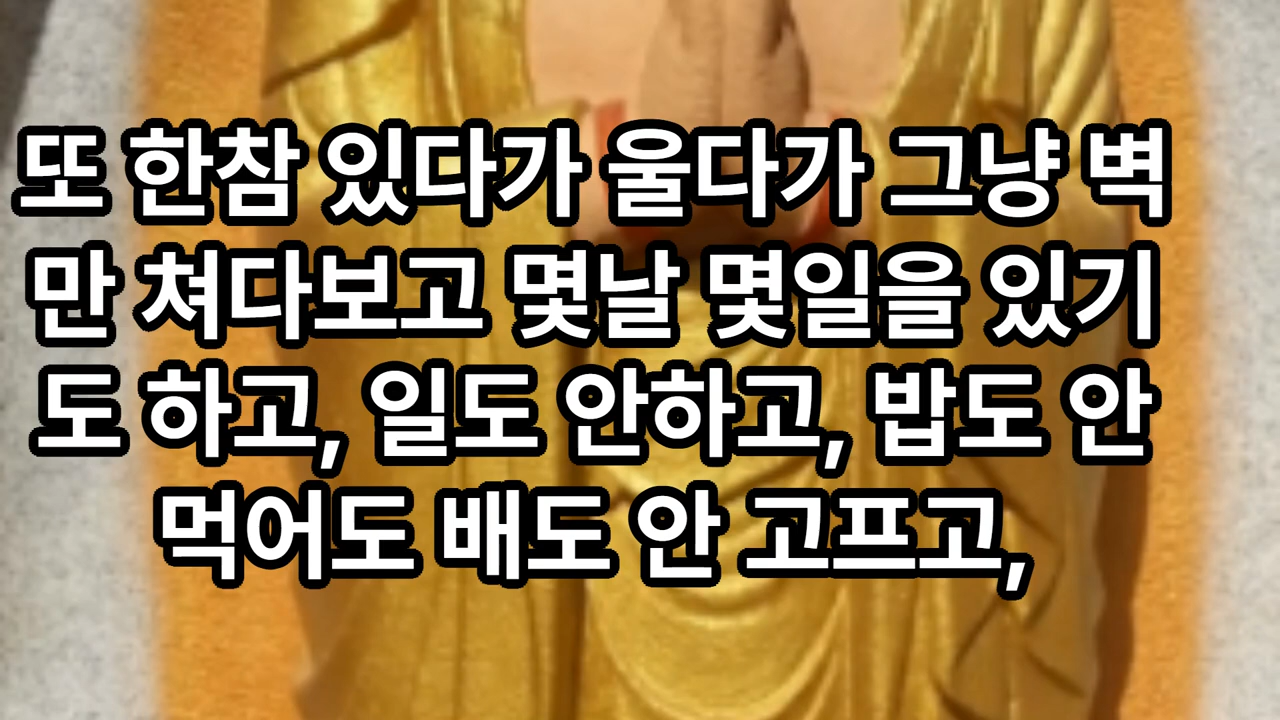 또 한참 있다가 울다가 그냥 벽
만 쳐다보고 몇날 몇일을 있기
도 하고, 일도 안하고, 밥도 안
먹어도 배도 안 고프고,